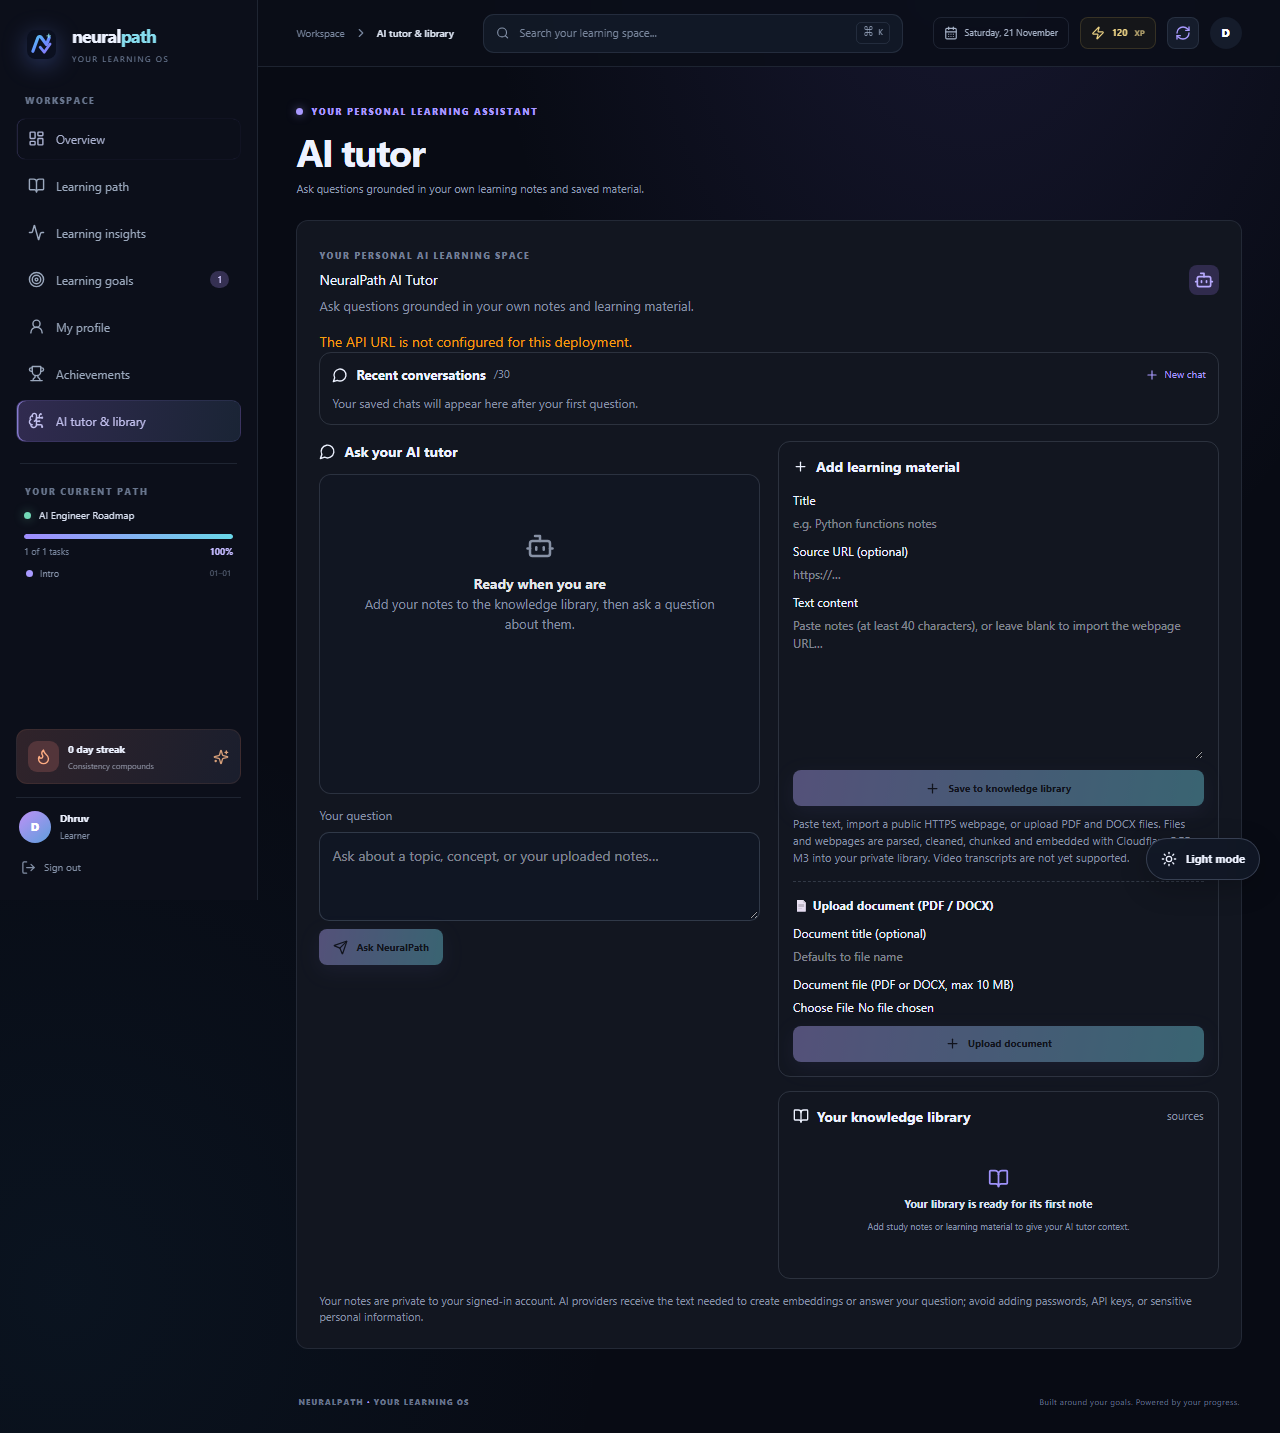 neuralpath
YOUR LEARNING OS
WORKSPACE
Overview
Learning path
Learning insights
Learning goals
1
My profile
Achievements
AI tutor & library
YOUR CURRENT PATH
AI Engineer Roadmap
1 of 1 tasks
100%
Intro
01-01
0 day streak
Consistency compounds
D
Dhruv
Learner
Sign out
Workspace
AI tutor & library
Search your learning space...
⌘ K
Saturday, 21 November
120 XP
D
YOUR PERSONAL LEARNING ASSISTANT
AI tutor
Ask questions grounded in your own learning notes and saved material.
YOUR PERSONAL AI LEARNING SPACE
NeuralPath AI Tutor
Ask questions grounded in your own notes and learning material.
The API URL is not configured for this deployment.
Recent conversations /30
New chat
Your saved chats will appear here after your first question.
Ask your AI tutor
Ready when you are
Add your notes to the knowledge library, then ask a question
about them.
Your question
Ask about a topic, concept, or your uploaded notes...
Ask NeuralPath
Add learning material
Title
e.g. Python functions notes
Source URL (optional)
https://...
Text content
Paste notes (at least 40 characters), or leave blank to import the webpage
URL...
Save to knowledge library
Paste text, import a public HTTPS webpage, or upload PDF and DOCX files. Files
and webpages are parsed, cleaned, chunked and embedded with
M3 into your private library. Video transcripts are not yet supported.
Light mode
Upload document (PDF / DOCX)
Document title (optional)
Defaults to file name
Document file (PDF or DOCX, max 10 MB)
Choose File No file chosen
Upload document
Your knowledge library
sources
Your library is ready for its first note
Add study notes or learning material to give your AI tutor context.
Your notes are private to your signed-in account. AI providers receive the text needed to create embeddings or answer your question; avoid adding passwords, API keys, or sensitive
personal information.
NEURALPATH • YOUR LEARNING OS
Built around your goals. Powered by your progress.